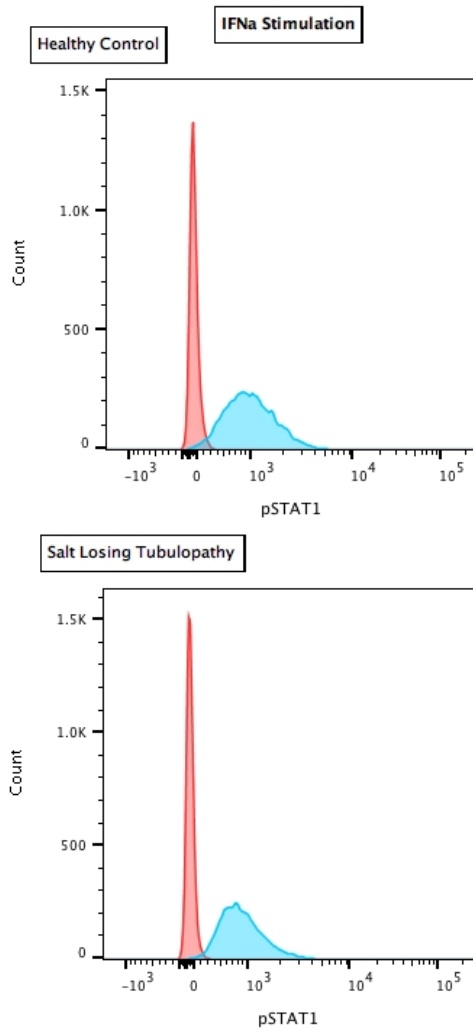 IFNa Stimulation
Healthy Control
1.5K
1.0K
500
0
Count
-10³ 0 10³ 10⁴ 10⁵
pSTAT1
Salt Losing Tubulopathy
1.5K
1.0K
500
0
Count
-10³ 0 10³ 10⁴ 10⁵
pSTAT1